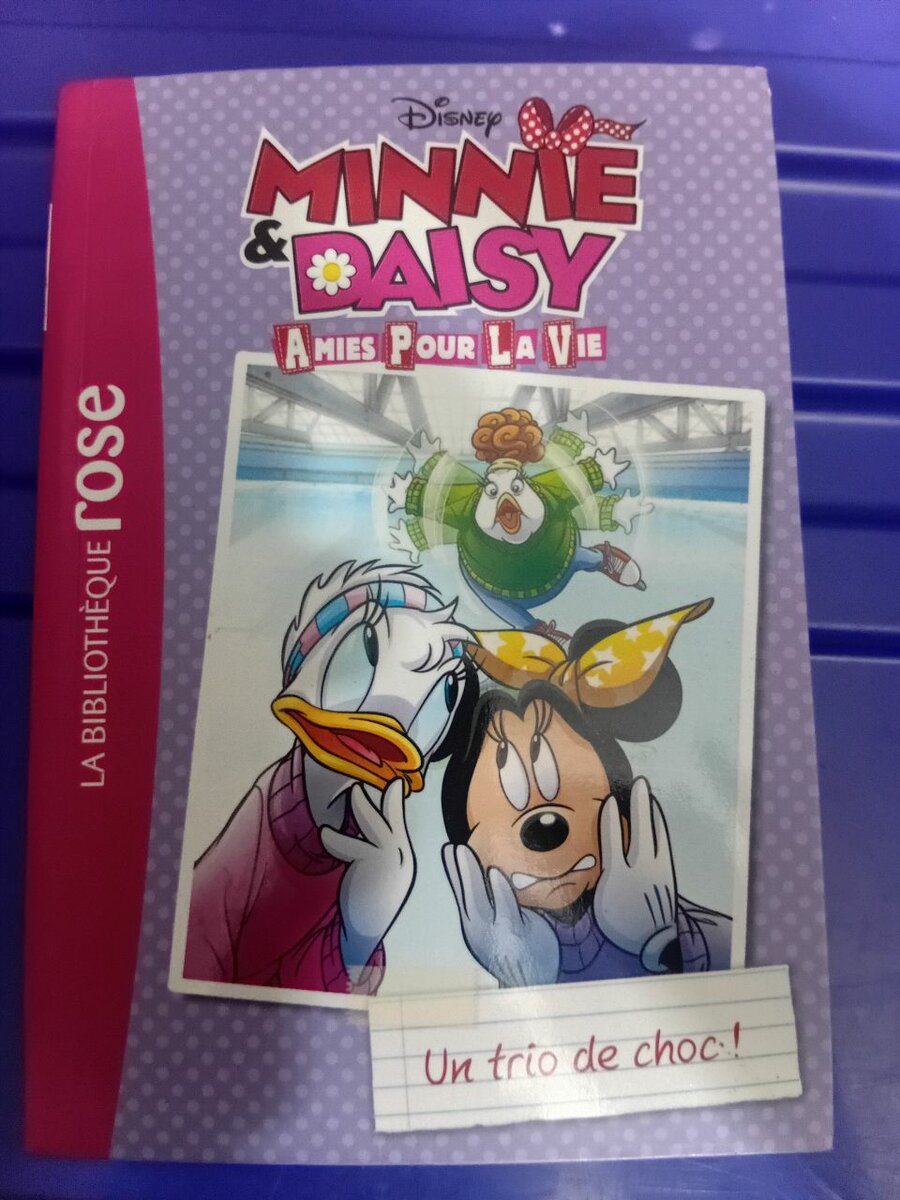 Disney
MINNIE
& DAISY
AMIES POUR LA VIE
LA BIBLIOTHÈQUE rose
Un trio de choc !